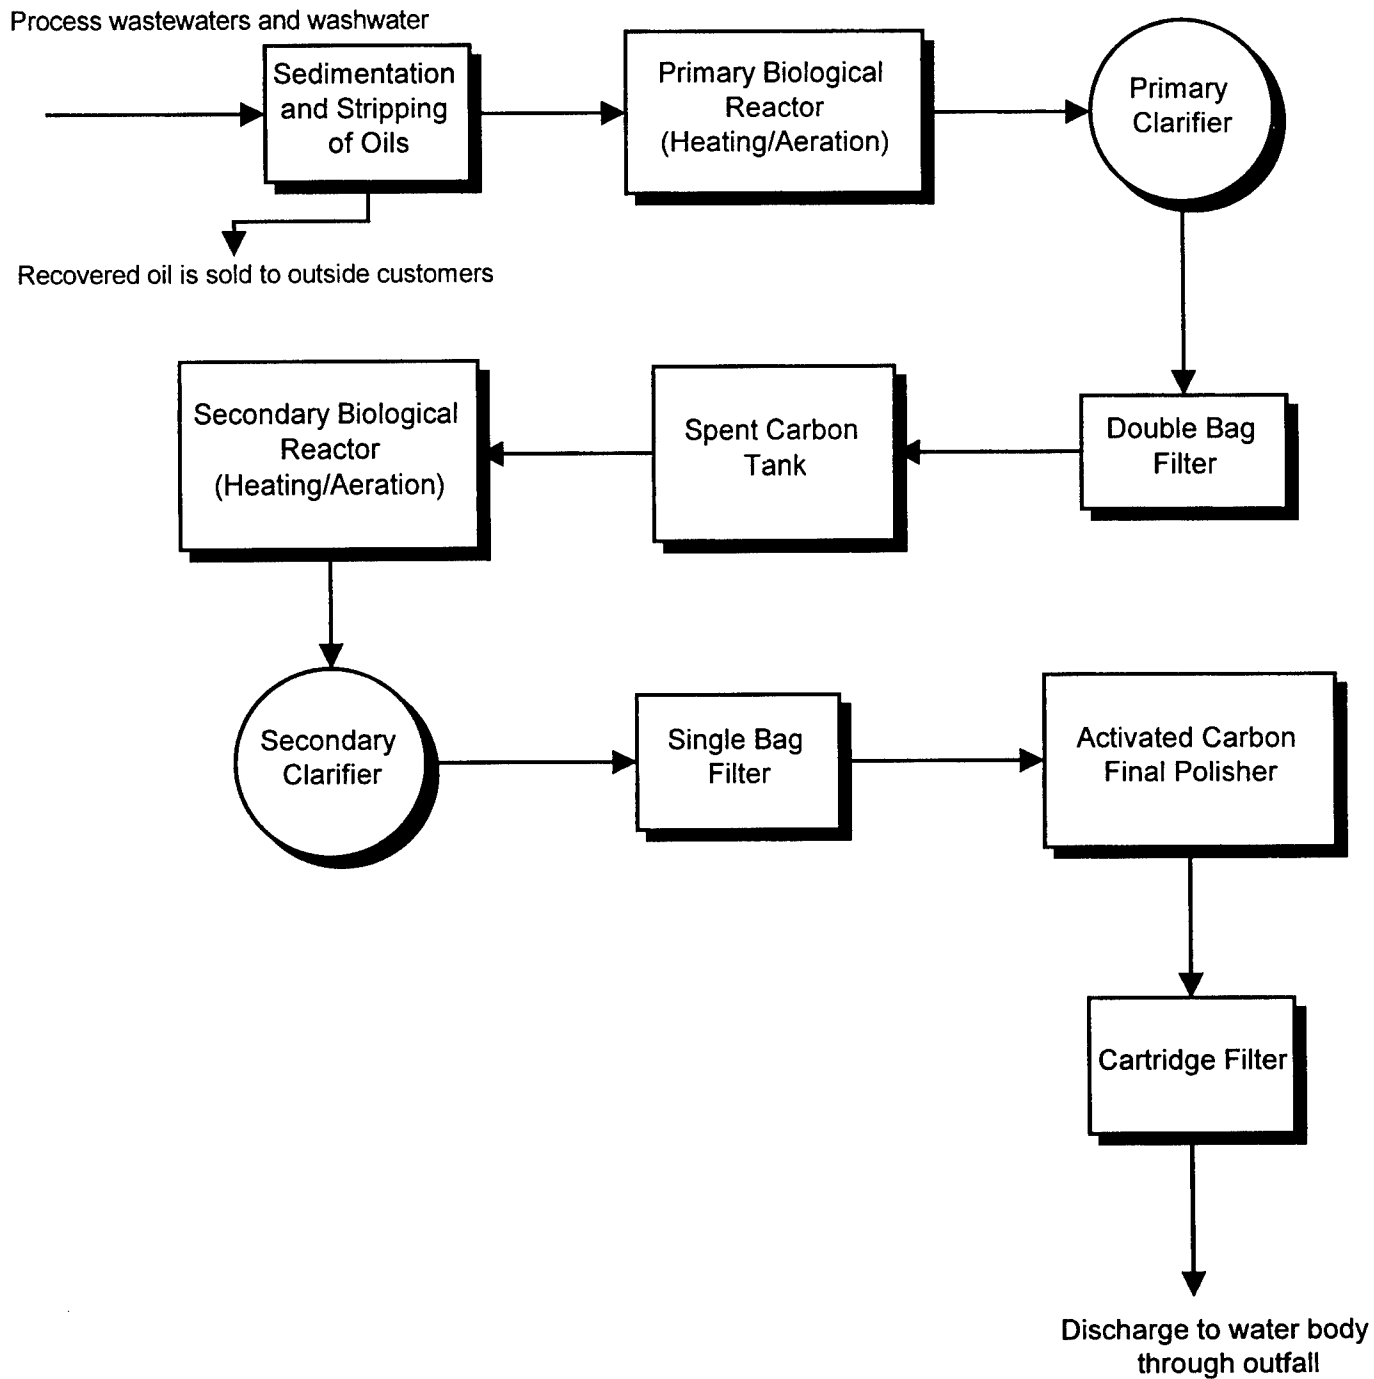 Process wastewaters and washwater
Sedimentation
and Stripping
of Oils
Primary Biological
Reactor
(Heating/Aeration)
Primary
Clarifier
Recovered oil is sold to outside customers
Secondary Biological
Reactor
(Heating/Aeration)
Spent Carbon
Tank
Double Bag
Filter
Secondary
Clarifier
Single Bag
Filter
Activated Carbon
Final Polisher
Cartridge Filter
Discharge to water body
through outfall